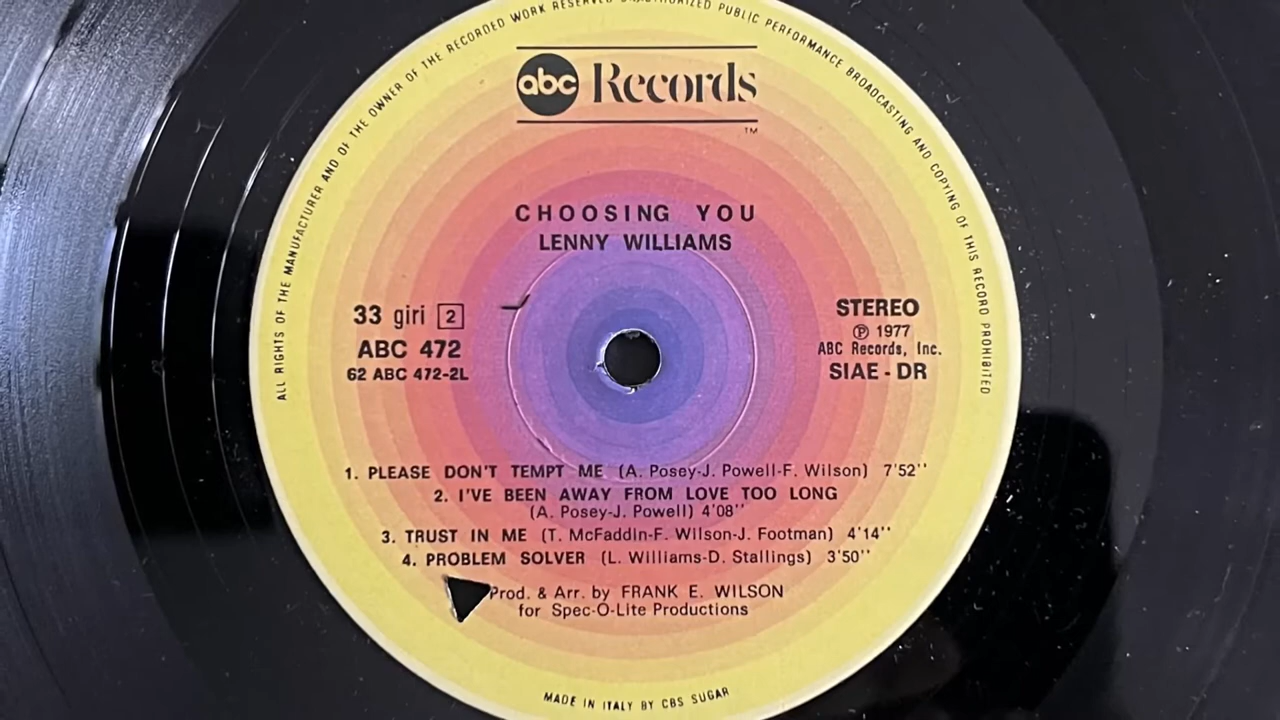 ALL RIGHTS OF THE MANUFACTURER AND OF THE OWNER OF THE RECORDED WORK RESERVED UNAUTHORIZED PUBLIC PERFORMANCE BROADCASTING AND COPYING OF THIS RECORD PROHIBITED
abc Records
TM
CHOOSING YOU
LENNY WILLIAMS
33 giri 2
STEREO
℗ 1977
ABC 472
ABC Records, Inc.
62 ABC 472-2L
SIAE - DR
1. PLEASE DON'T TEMPT ME (A. Posey-J. Powell-F. Wilson) 7'52''
2. I'VE BEEN AWAY FROM LOVE TOO LONG
(A. Posey-J. Powell) 4'08''
3. TRUST IN ME (T. McFaddin-F. Wilson-J. Footman) 4'14''
4. PROBLEM SOLVER (L. Williams-D. Stallings) 3'50''
Prod. & Arr. by FRANK E. WILSON
for Spec-O-Lite Productions
MADE IN ITALY BY CBS SUGAR